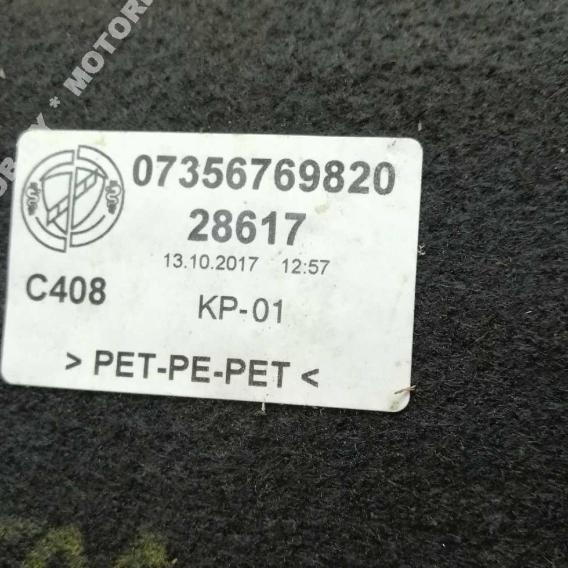 07356769820
28617
13.10.2017 12:57
C408
KP-01
> PET-PE-PET <